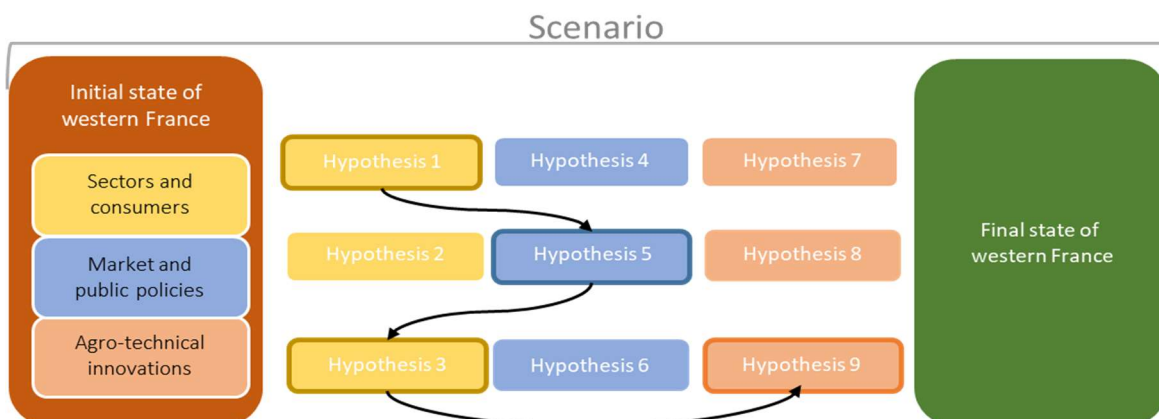 Scenario
Initial state of
western France
Sectors and
consumers
Market and
public policies
Agro-technical
innovations
Hypothesis 1
Hypothesis 4
Hypothesis 7
Hypothesis 2
Hypothesis 5
Hypothesis 8
Hypothesis 3
Hypothesis 6
Hypothesis 9
Final state of
western France